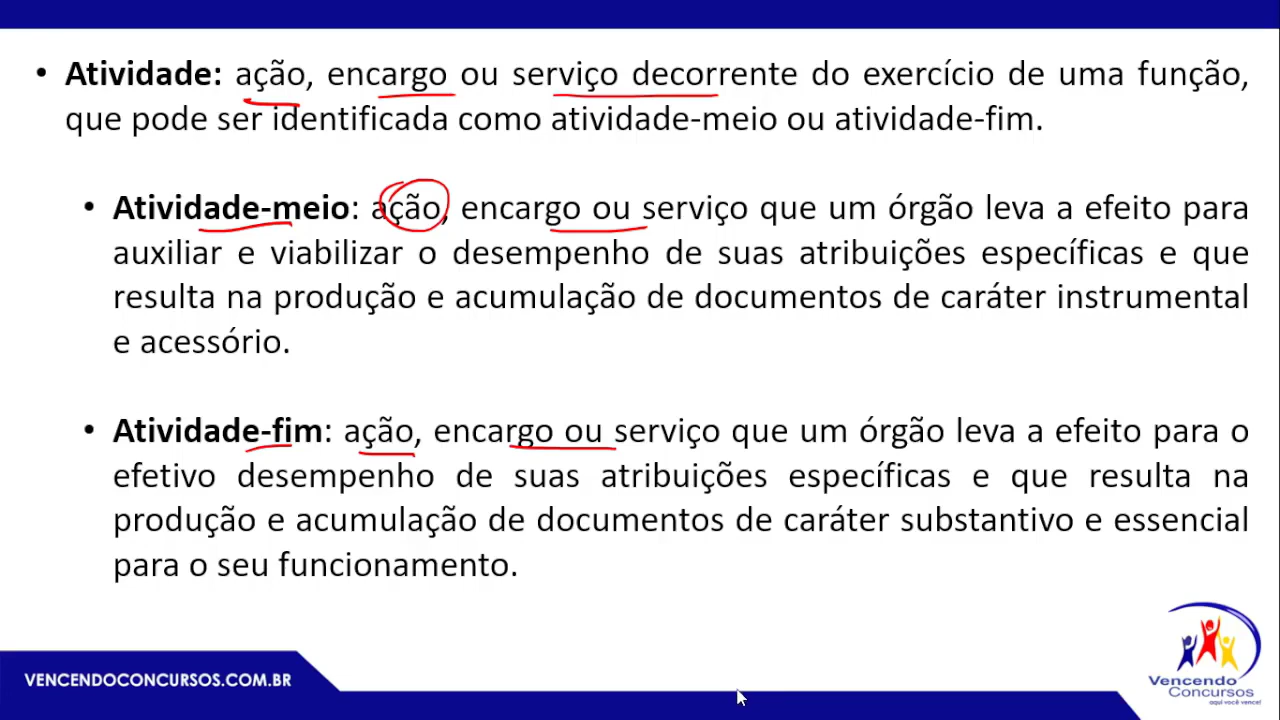 • Atividade: ação, encargo ou serviço decorrente do exercício de uma função,
que pode ser identificada como atividade-meio ou atividade-fim.
• Atividade-meio: ação, encargo ou serviço que um órgão leva a efeito para
auxiliar e viabilizar o desempenho de suas atribuições específicas e que
resulta na produção e acumulação de documentos de caráter instrumental
e acessório.
• Atividade-fim: ação, encargo ou serviço que um órgão leva a efeito para o
efetivo desempenho de suas atribuições específicas e que resulta na
produção e acumulação de documentos de caráter substantivo e essencial
para o seu funcionamento.
VENCENDOCONCURSOS.COM.BR
Vencendo
Concursos
aqui você vence!